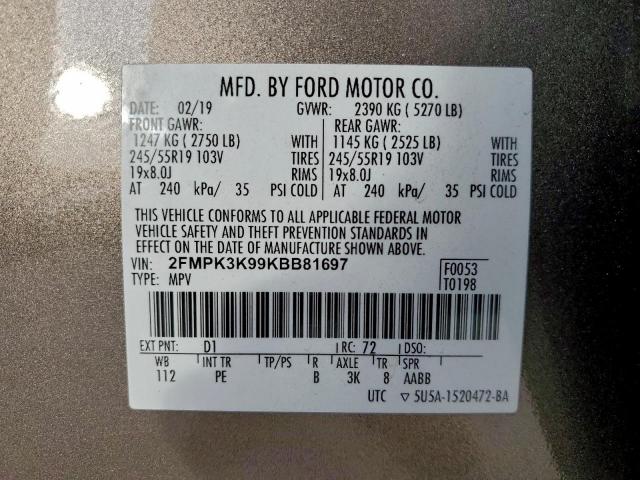 MFD. BY FORD MOTOR CO.
DATE: 02/19 GVWR: 2390 KG ( 5270 LB)
FRONT GAWR: REAR GAWR:
1247 KG ( 2750 LB) WITH 1145 KG ( 2525 LB) WITH
245/55R19 103V TIRES 245/55R19 103V TIRES
19x8.0J RIMS 19x8.0J RIMS
AT 240 kPa/ 35 PSI COLD AT 240 kPa/ 35 PSI COLD
THIS VEHICLE CONFORMS TO ALL APPLICABLE FEDERAL MOTOR
VEHICLE SAFETY AND THEFT PREVENTION STANDARDS IN
EFFECT ON THE DATE OF MANUFACTURE SHOWN ABOVE.
VIN: 2FMPK3K99KBB81697 F0053
TYPE: MPV T0198
EXT PNT: D1 RC: 72 DSO:
WB INT TR TP/PS R AXLE TR SPR
112 PE B 3K 8 AABB
UTC ▽ 5U5A-1520472-BA